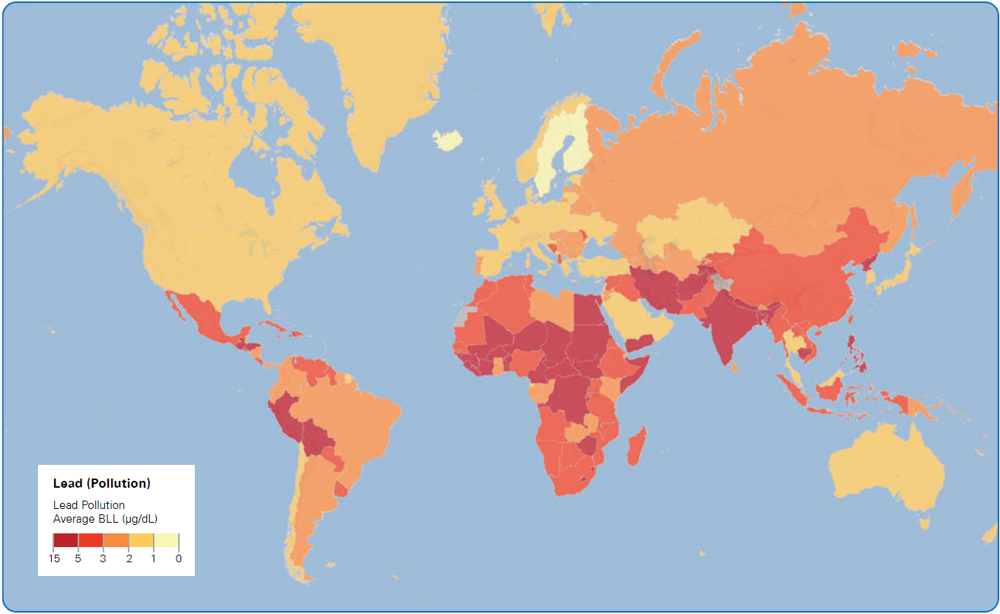 Lead (Pollution)
Lead Pollution
Average BLL (µg/dL)
15 5 3 2 1 0